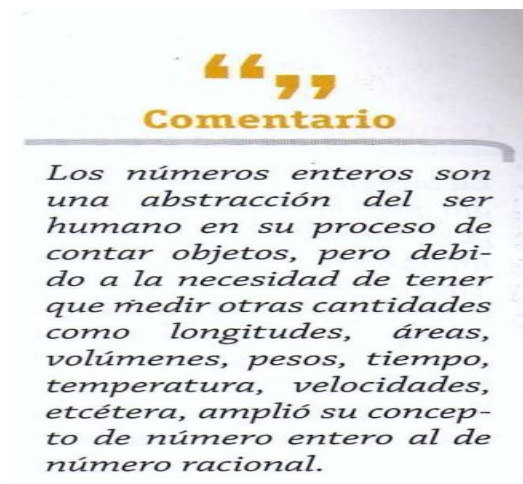 “„
Comentario
Los números enteros son
una abstracción del ser
humano en su proceso de
contar objetos, pero debi-
do a la necesidad de tener
que medir otras cantidades
como longitudes, áreas,
volúmenes, pesos, tiempo,
temperatura, velocidades,
etcétera, amplió su concep-
to de número entero al de
número racional.